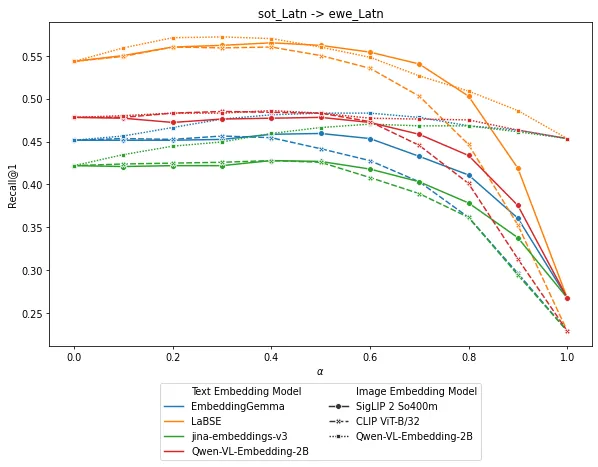 sot_Latn -> ewe_Latn
Recall@1
0.55
0.50
0.45
0.40
0.35
0.30
0.25
0.0 0.2 0.4 0.6 0.8 1.0
α
Text Embedding Model
EmbeddingGemma
LaBSE
jina-embeddings-v3
Qwen-VL-Embedding-2B
Image Embedding Model
SigLIP 2 So400m
CLIP ViT-B/32
Qwen-VL-Embedding-2B